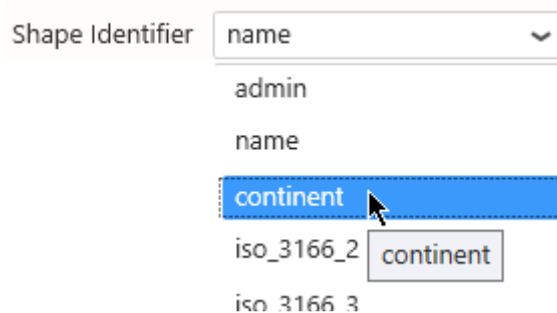 Shape Identifier name
admin
name
continent
iso_3166_2 continent
iso_3166_3